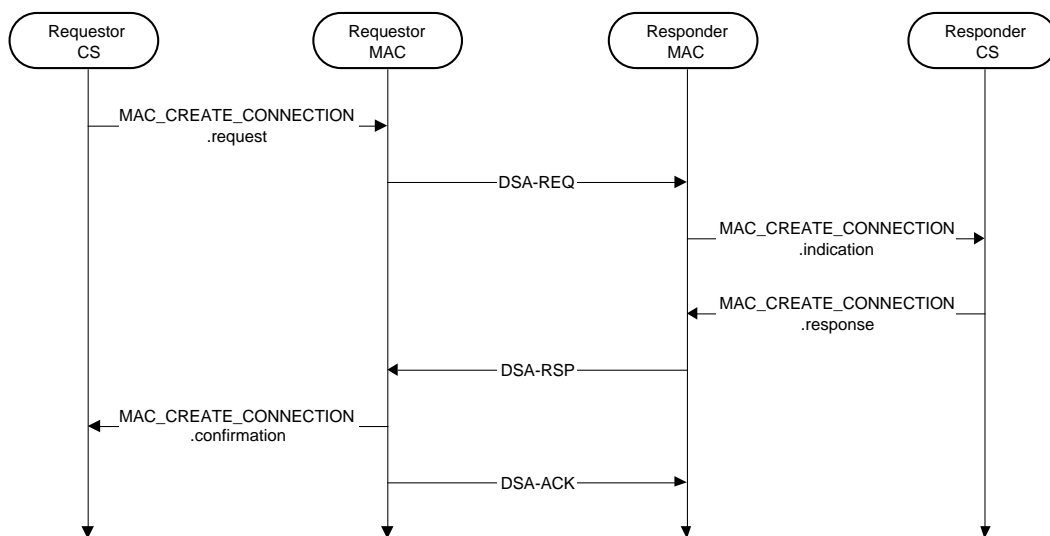 Requestor
CS
Requestor
MAC
Responder
MAC
Responder
CS
MAC_CREATE_CONNECTION
.request
DSA-REQ
MAC_CREATE_CONNECTION
.indication
MAC_CREATE_CONNECTION
.response
DSA-RSP
MAC_CREATE_CONNECTION
.confirmation
DSA-ACK